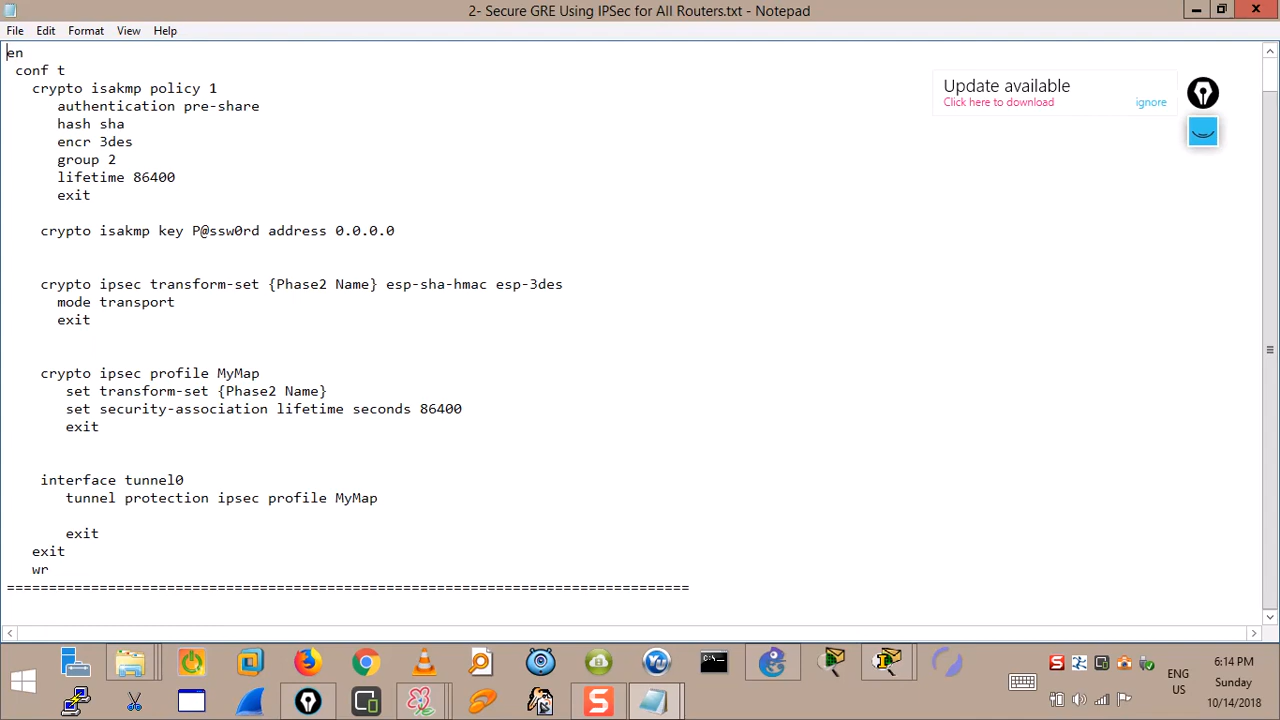 2- Secure GRE Using IPSec for All Routers.txt - Notepad
File Edit Format View Help
en
conf t
crypto isakmp policy 1
authentication pre-share
hash sha
encr 3des
group 2
lifetime 86400
exit
crypto isakmp key P@ssw0rd address 0.0.0.0
crypto ipsec transform-set {Phase2 Name} esp-sha-hmac esp-3des
mode transport
exit
crypto ipsec profile MyMap
set transform-set {Phase2 Name}
set security-association lifetime seconds 86400
exit
interface tunnel0
tunnel protection ipsec profile MyMap
exit
exit
wr
=================================================================================
Update available
Click here to download ignore
ENG
US
6:14 PM
Sunday
10/14/2018